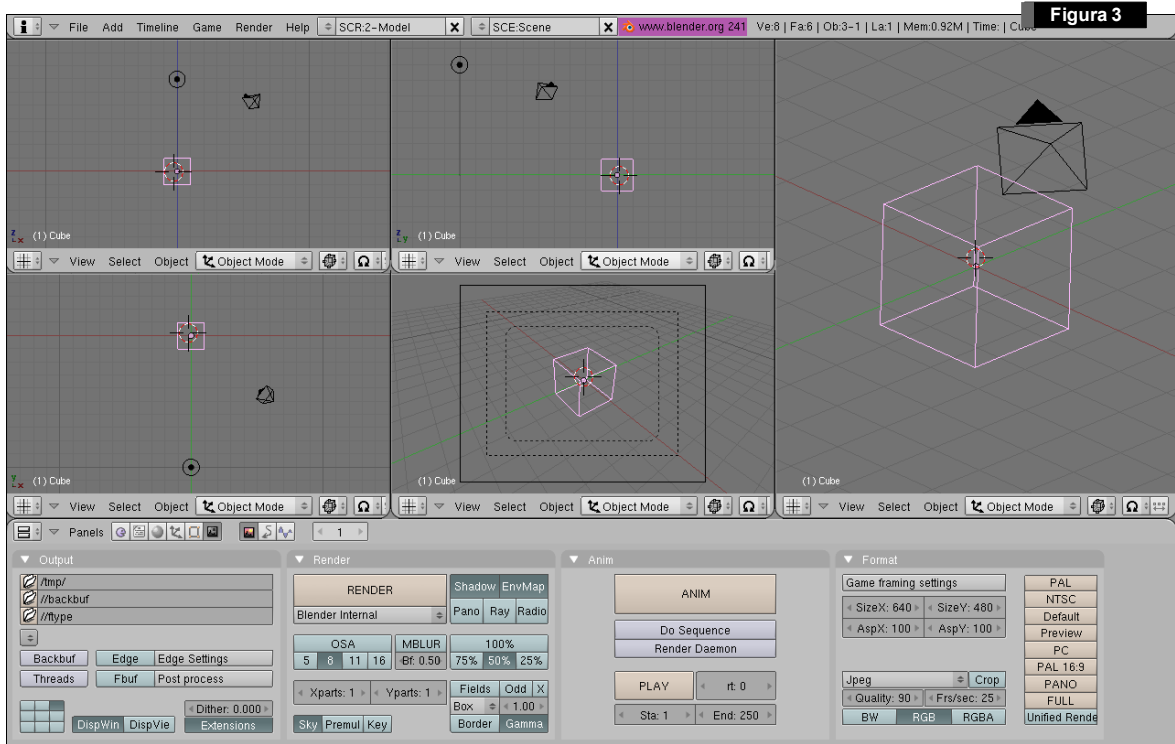 Figura 3
File Add Timeline Game Render Help SCR:2-Model X SCE:Scene X www.blender.org 241 Ve:8 | Fa:6 | Ob:3-1 | La:1 | Mem:0.92M | Time: |
z x (1) Cube
z y (1) Cube
View Select Object Object Mode
View Select Object Object Mode
y x (1) Cube
(1) Cube
(1) Cube
View Select Object Object Mode
View Select Object Object Mode
View Select Object Object Mode
Panels 1
Output
/tmp/
//backbuf
//ftype
Backbuf Edge Edge Settings
Threads Fbuf Post process
Dither: 0.000
DispWin DispVie Extensions
Render
RENDER Shadow EnvMap
Blender Internal Pano Ray Radio
OSA MBLUR 100%
5 8 11 16 Bf: 0.50 75% 50% 25%
Xparts: 1 Yparts: 1 Fields Odd X
Box 1.00
Sky Premul Key Border Gamma
Anim
ANIM
Do Sequence
Render Daemon
PLAY rt: 0
Sta: 1 End: 250
Format
Game framing settings PAL
NTSC
SizeX: 640 SizeY: 480 Default
AspX: 100 AspY: 100 Preview
PC
PAL 16:9
Jpeg Crop PANO
Quality: 90 Frs/sec: 25 FULL
BW RGB RGBA Unified Rende